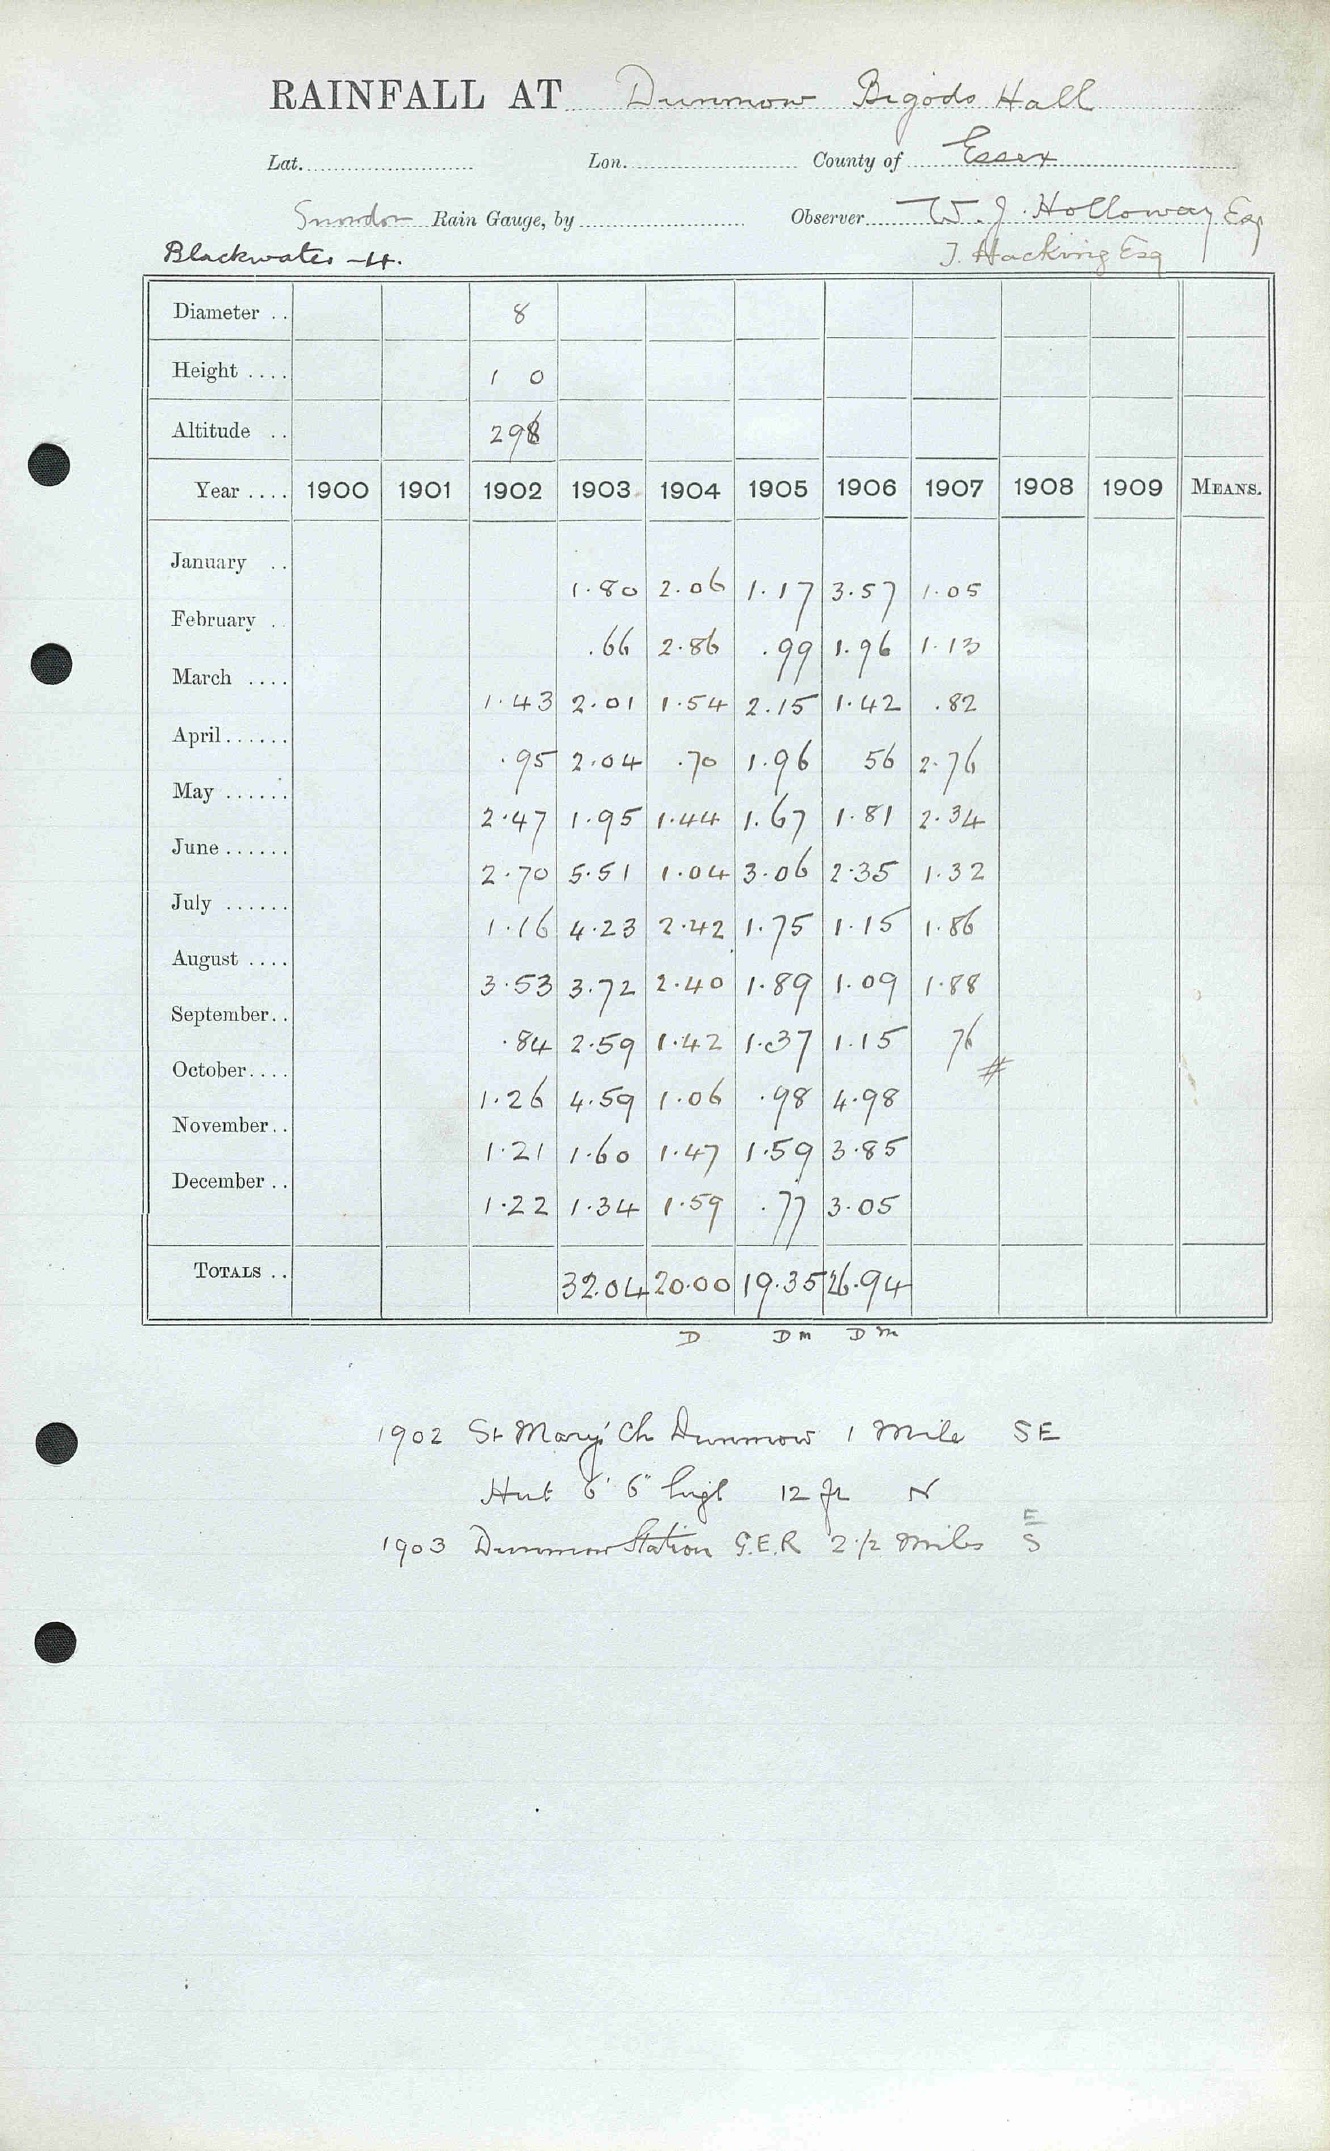 RAINFALL AT Dunmow Bigods Hall
Lat. Lon. County of Essex
Snowdon Rain Gauge, by Observer W. J. Holloway Esq
Blackwater – 4. J. Hacking Esq
Diameter .. 8
Height .... 1 0
Altitude .. 298
Year .... 1900 1901 1902 1903 1904 1905 1906 1907 1908 1909 MEANS.
January .. 1.80 2.06 1.17 3.57 1.05
February . .66 2.86 .99 1.96 1.13
March .... 1.43 2.01 1.54 2.15 1.42 .82
April...... .95 2.04 .70 1.96 56 2.76
May ...... 2.47 1.95 1.44 1.67 1.81 2.34
June...... 2.70 5.51 1.04 3.06 2.35 1.32
July ...... 1.16 4.23 2.42 1.75 1.15 1.86
August .... 3.53 3.72 2.40 1.89 1.09 1.88
September.. .84 2.59 1.42 1.37 1.15 76
October.... 1.26 4.59 1.06 .98 4.98 #
November.. 1.21 1.60 1.47 1.59 3.85
December .. 1.22 1.34 1.59 .77 3.05
TOTALS .. 32.04 20.00 19.35 26.94
D D m D m
1902 St Mary's Ch Dunmow 1 Mile SE
Hut 6' 6" high 12 ft N
E
1903 Dunmow Station G.E.R 2 1/2 Miles S